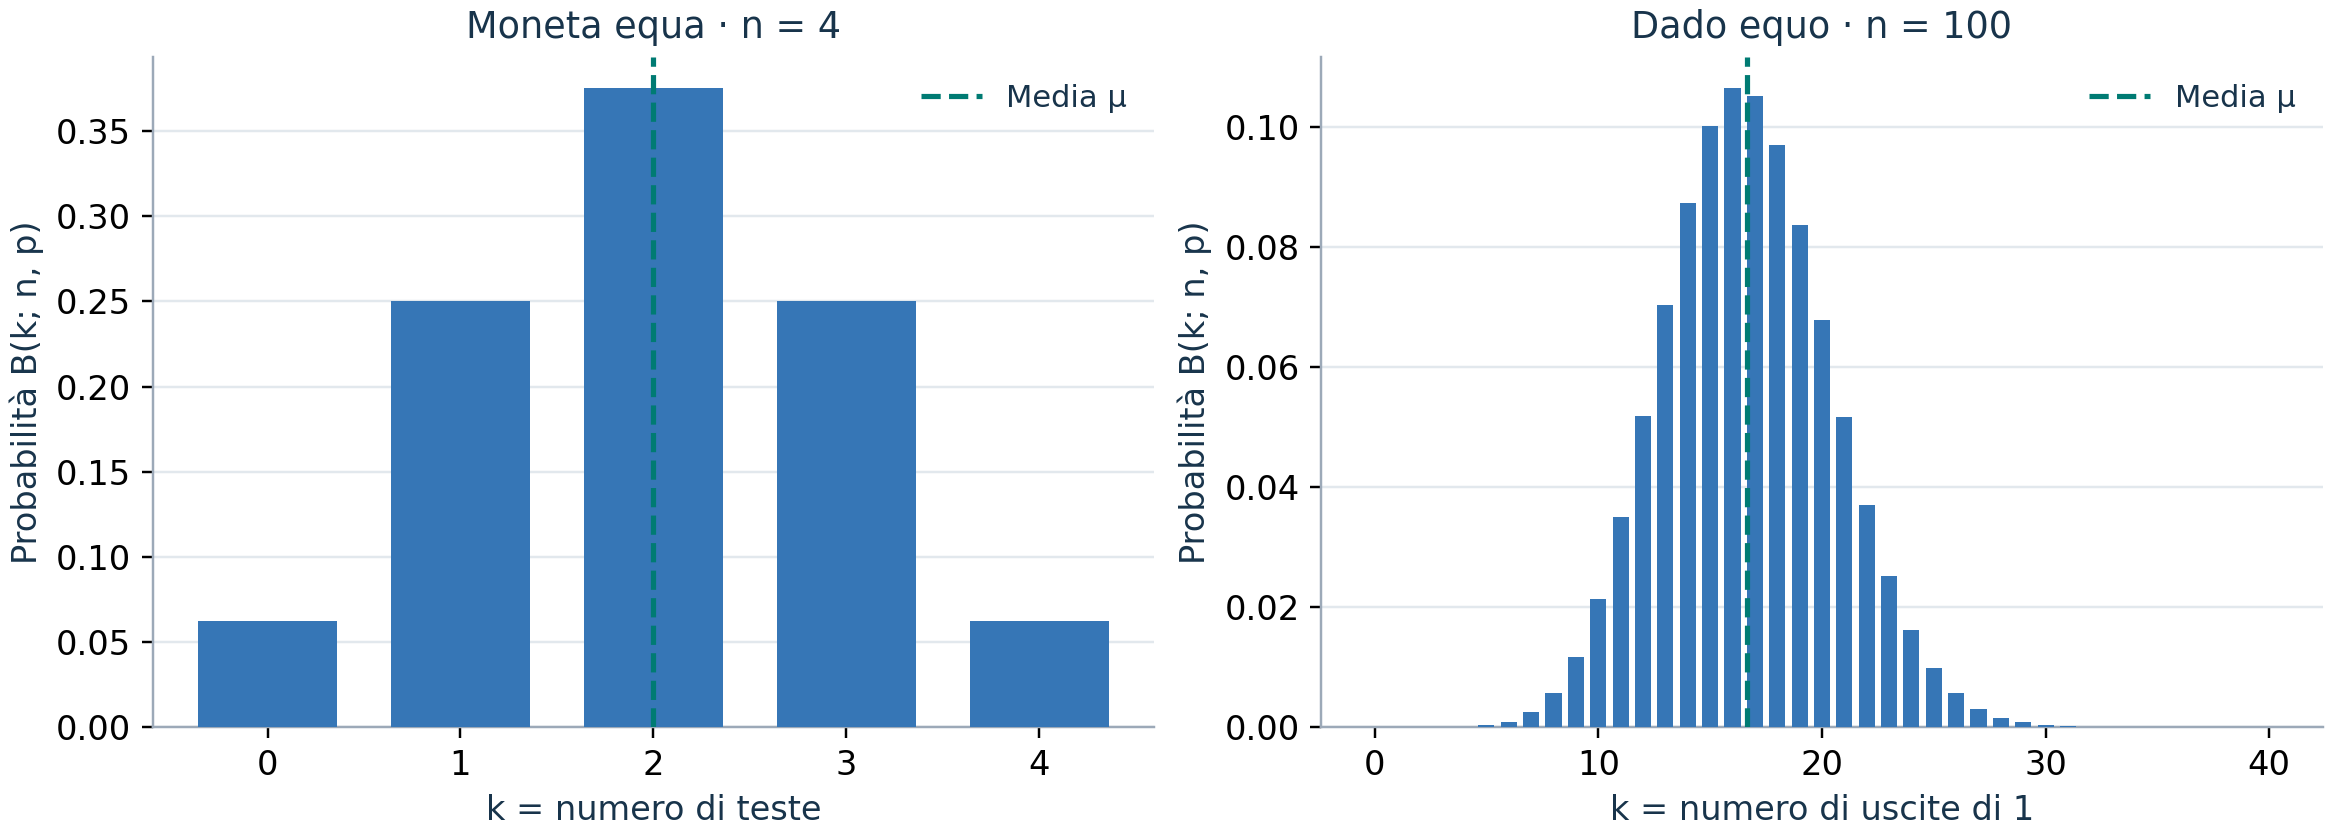 Moneta equa · n = 4
Media μ
Probabilità B(k; n, p)
0.35
0.30
0.25
0.20
0.15
0.10
0.05
0.00
0 1 2 3 4
k = numero di teste
Dado equo · n = 100
Media μ
Probabilità B(k; n, p)
0.10
0.08
0.06
0.04
0.02
0.00
0 10 20 30 40
k = numero di uscite di 1